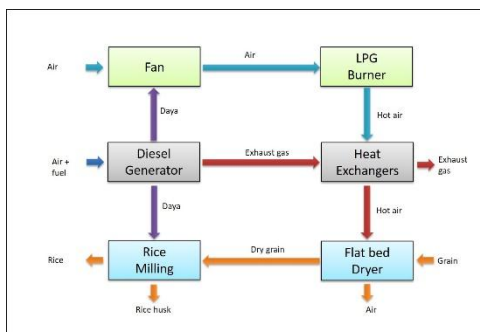 Air
Fan
Air
LPG
Burner
Daya
Hot air
Air +
fuel
Diesel
Generator
Exhaust gas
Heat
Exchangers
Exhaust
gas
Daya
Hot air
Rice
Rice
Milling
Dry grain
Flat bed
Dryer
Grain
Rice husk
Air